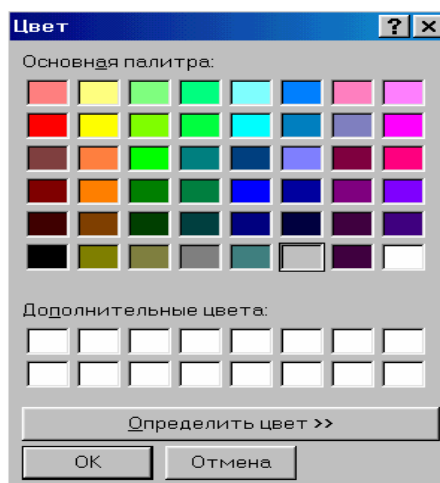 Цвет ? ×
Основная палитра:
Дополнительные цвета:
Определить цвет >>
OK Отмена